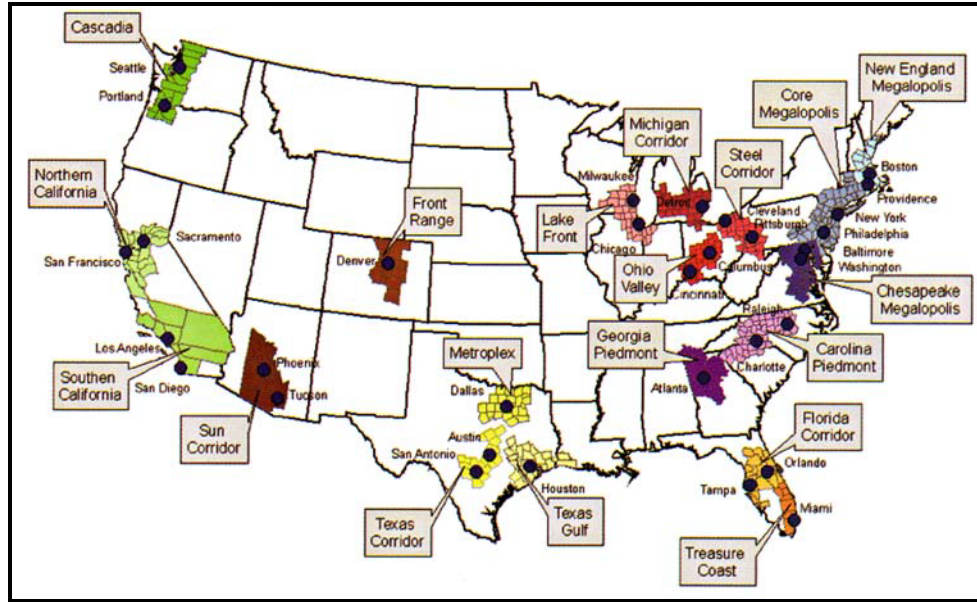 Cascadia
Seattle
Portland
New England
Megalopolis
Core
Megalopolis
Michigan
Corridor
Steel
Corridor
Boston
Northern
California
Milwaukee
Detroit
Cleveland
Providence
Front
Range
Pittsburgh
New York
Sacramento
Lake
Front
Philadelphia
San Francisco
Denver
Chicago
Baltimore
Ohio
Valley
Columbus
Washington
Cincinnati
Chesapeake
Megalopolis
Raleigh
Georgia
Piedmont
Los Angeles
Phoenix
Metroplex
Carolina
Piedmont
Southen
California
San Diego
Dallas
Charlotte
Tucson
Atlanta
Sun
Corridor
Austin
Florida
Corridor
San Antonio
Orlando
Houston
Tampa
Texas
Corridor
Texas
Gulf
Miami
Treasure
Coast